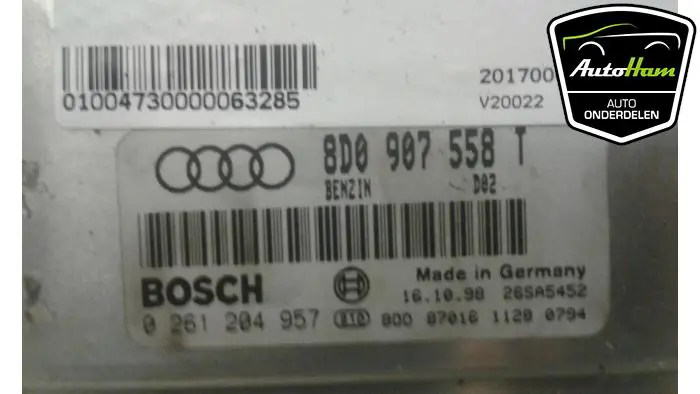 01004730000063285
V20022
AutoHam
AUTO
ONDERDELEN
8D0 907 558 T
BENZIN D02
BOSCH
Made in Germany
16.10.98 26SA5452
0 261 204 957 800 87016 1128 0794